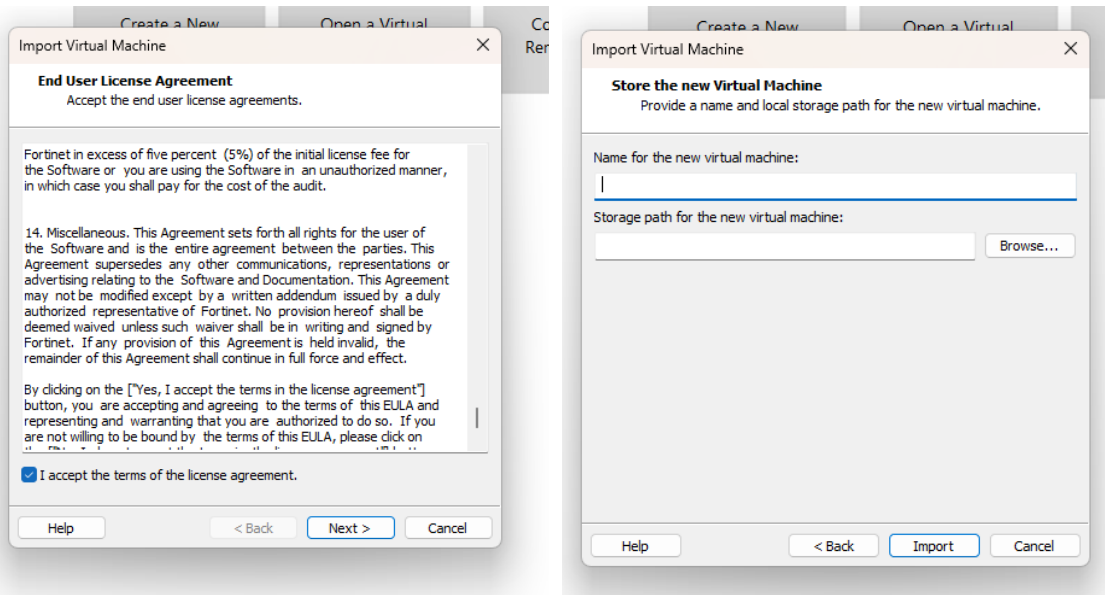 Create a New
Open a Virtual
Import Virtual Machine
End User License Agreement
Accept the end user license agreements.
Fortinet in excess of five percent (5%) of the initial license fee for
the Software or you are using the Software in an unauthorized manner,
in which case you shall pay for the cost of the audit.
14. Miscellaneous. This Agreement sets forth all rights for the user of
the Software and is the entire agreement between the parties. This
Agreement supersedes any other communications, representations or
advertising relating to the Software and Documentation. This Agreement
may not be modified except by a written addendum issued by a duly
authorized representative of Fortinet. No provision hereof shall be
deemed waived unless such waiver shall be in writing and signed by
Fortinet. If any provision of this Agreement is held invalid, the
remainder of this Agreement shall continue in full force and effect.
By clicking on the ["Yes, I accept the terms in the license agreement"]
button, you are accepting and agreeing to the terms of this EULA and
representing and warranting that you are authorized to do so. If you
are not willing to be bound by the terms of this EULA, please click on
I accept the terms of the license agreement.
Help
< Back
Next >
Cancel
Create a New
Open a Virtual
Import Virtual Machine
Store the new Virtual Machine
Provide a name and local storage path for the new virtual machine.
Name for the new virtual machine:
Storage path for the new virtual machine:
Browse...
Help
< Back
Import
Cancel